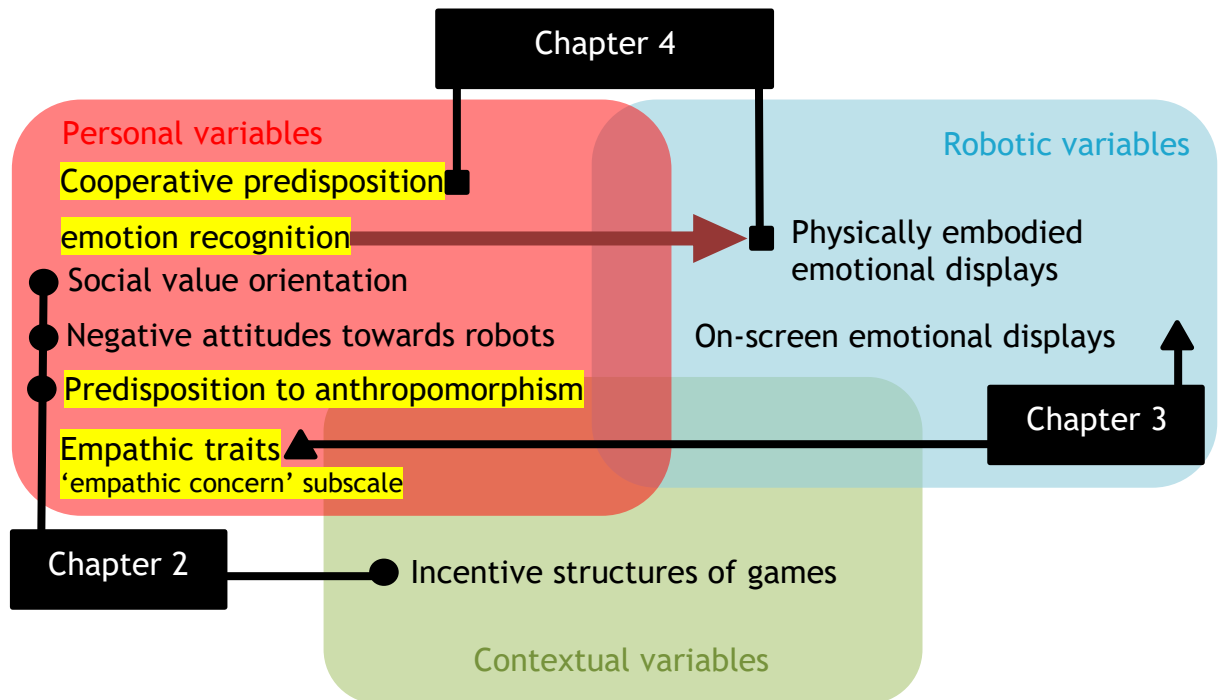 Chapter 4
Personal variables
Robotic variables
Cooperative predisposition
emotion recognition
Physically embodied
emotional displays
Social value orientation
Negative attitudes towards robots
On-screen emotional displays
Predisposition to anthropomorphism
Chapter 3
Empathic traits
‘empathic concern’ subscale
Chapter 2
Incentive structures of games
Contextual variables